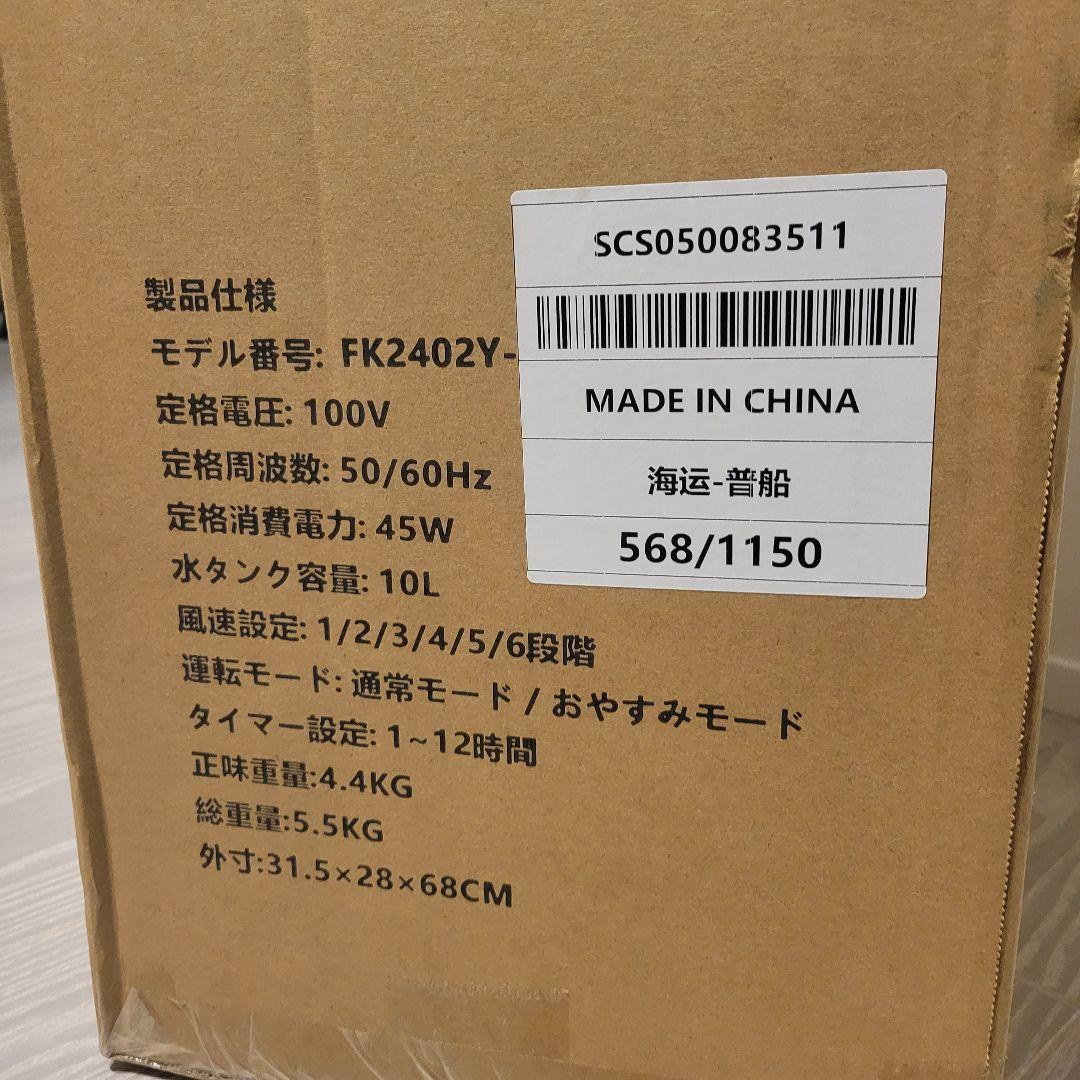 SCS050083511
MADE IN CHINA
海运-普船
568/1150
製品仕様
モデル番号: FK2402Y-
定格電圧: 100V
定格周波数: 50/60Hz
定格消費電力: 45W
水タンク容量: 10L
風速設定: 1/2/3/4/5/6段階
運転モード: 通常モード / おやすみモード
タイマー設定: 1~12時間
正味重量:4.4KG
総重量:5.5KG
外寸:31.5×28×68CM